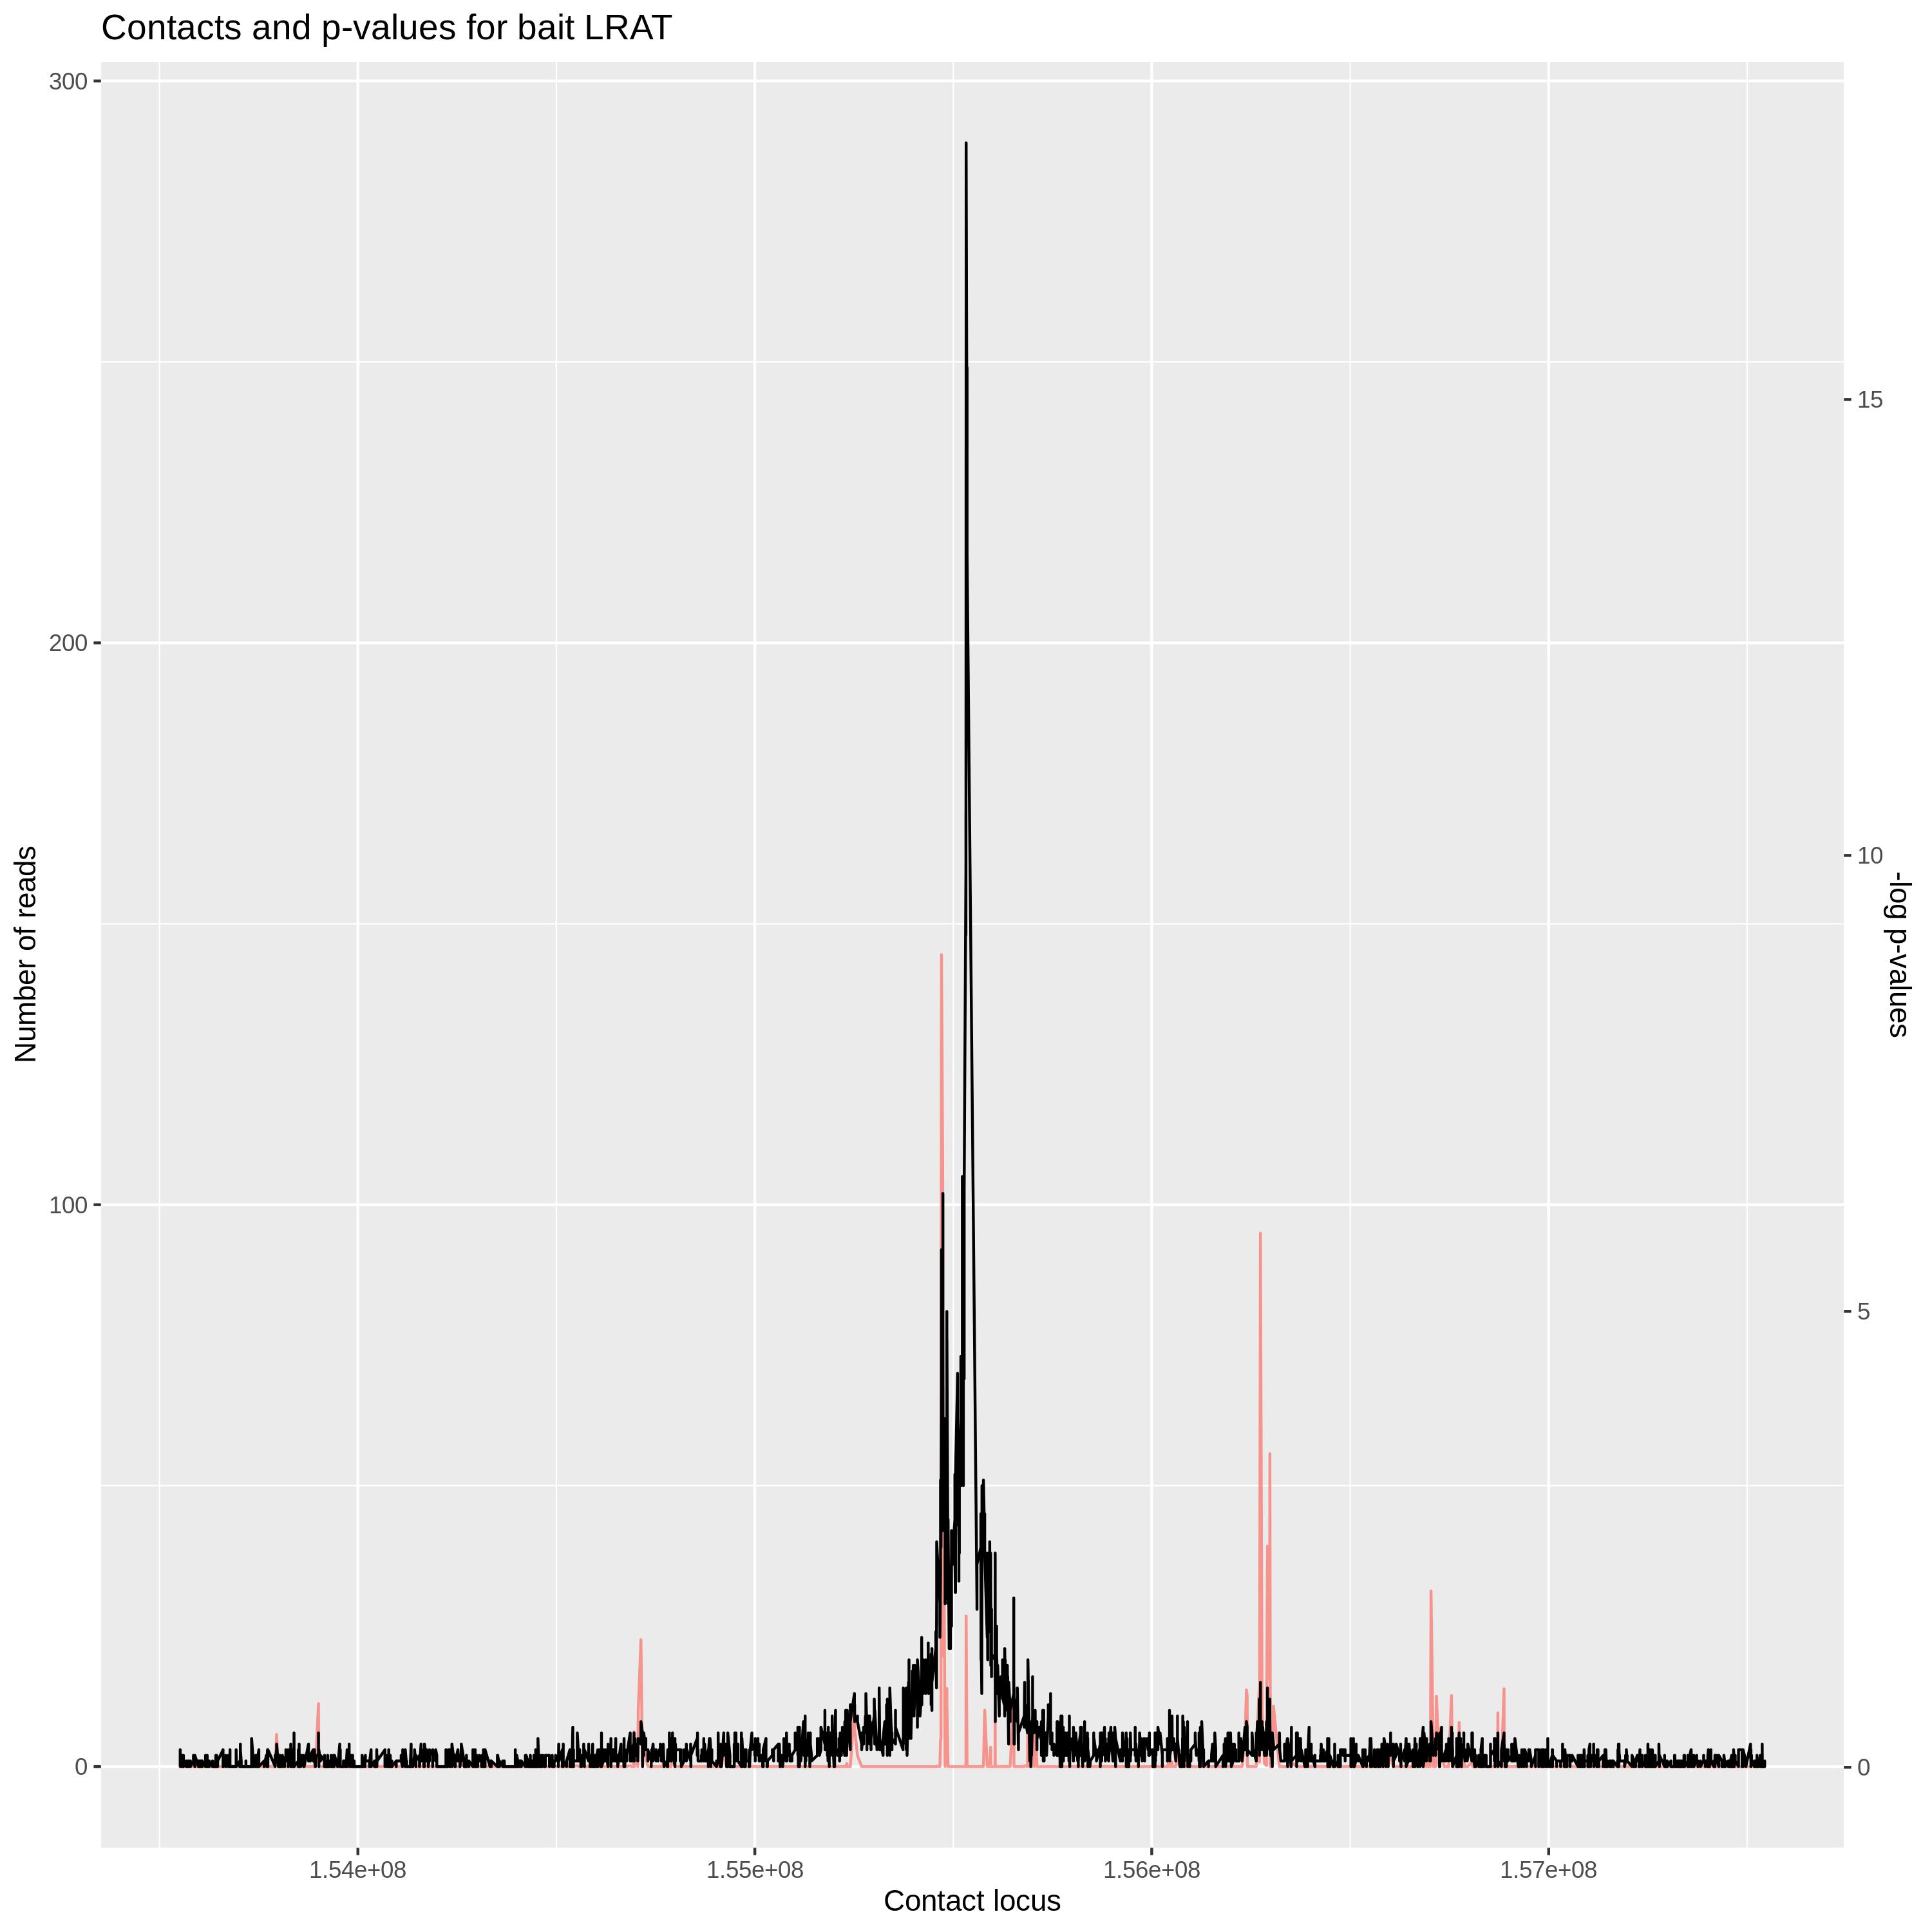 Contacts and p-values for bait LRAT
300
200
100
0
Number of reads
15
10
5
0
-log p-values
1.54e+08 1.55e+08 1.56e+08 1.57e+08
Contact locus